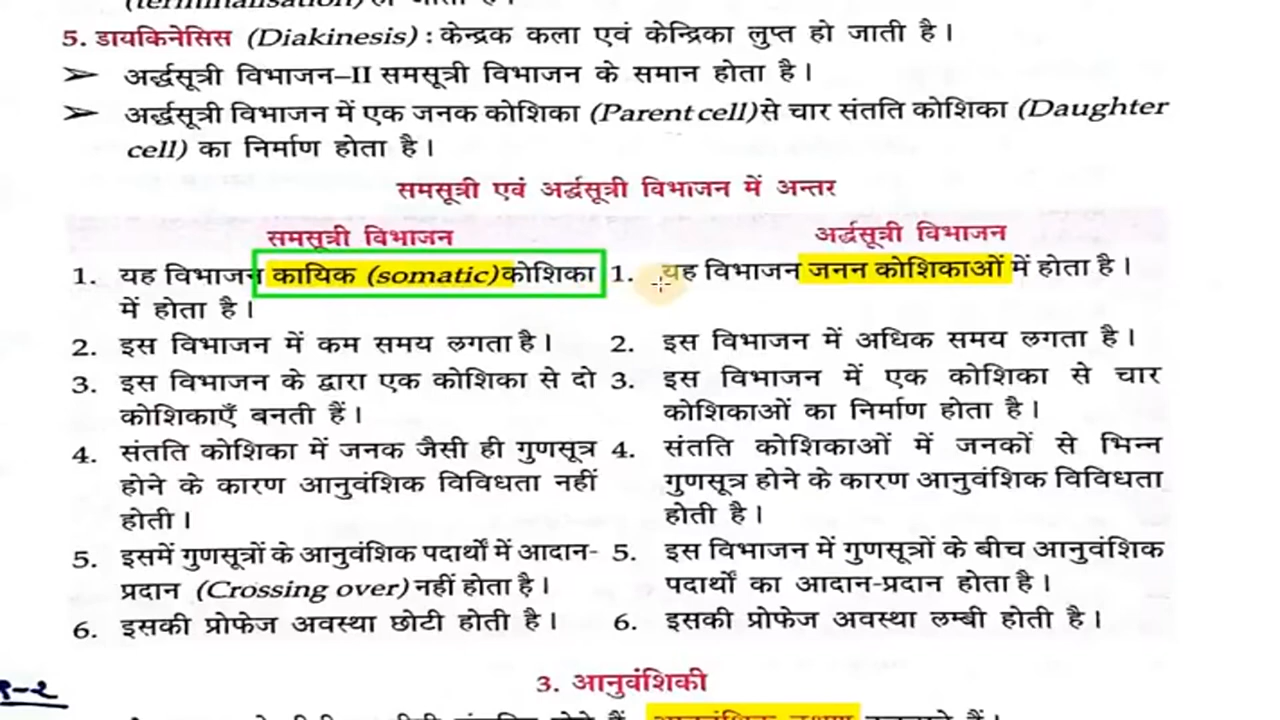 (terminalisation) हो जाती है।
5. डायकिनेसिस (Diakinesis) : केन्द्रक कला एवं केन्द्रिका लुप्त हो जाती है।
➢ अर्द्धसूत्री विभाजन–II समसूत्री विभाजन के समान होता है।
➢ अर्द्धसूत्री विभाजन में एक जनक कोशिका (Parent cell) से चार संतति कोशिका (Daughter
cell) का निर्माण होता है।
समसूत्री एवं अर्द्धसूत्री विभाजन में अन्तर
समसूत्री विभाजन
1. यह विभाजन कायिक (somatic) कोशिका
में होता है।
2. इस विभाजन में कम समय लगता है।
3. इस विभाजन के द्वारा एक कोशिका से दो
कोशिकाएँ बनती हैं।
4. संतति कोशिका में जनक जैसी ही गुणसूत्र
होने के कारण आनुवंशिक विविधता नहीं
होती।
5. इसमें गुणसूत्रों के आनुवंशिक पदार्थों में आदान-
प्रदान (Crossing over) नहीं होता है।
6. इसकी प्रोफेज अवस्था छोटी होती है।
अर्द्धसूत्री विभाजन
1. यह विभाजन जनन कोशिकाओं में होता है।
2. इस विभाजन में अधिक समय लगता है।
3. इस विभाजन में एक कोशिका से चार
कोशिकाओं का निर्माण होता है।
4. संतति कोशिकाओं में जनकों से भिन्न
गुणसूत्र होने के कारण आनुवंशिक विविधता
होती है।
5. इस विभाजन में गुणसूत्रों के बीच आनुवंशिक
पदार्थों का आदान-प्रदान होता है।
6. इसकी प्रोफेज अवस्था लम्बी होती है।
3. आनुवंशिकी